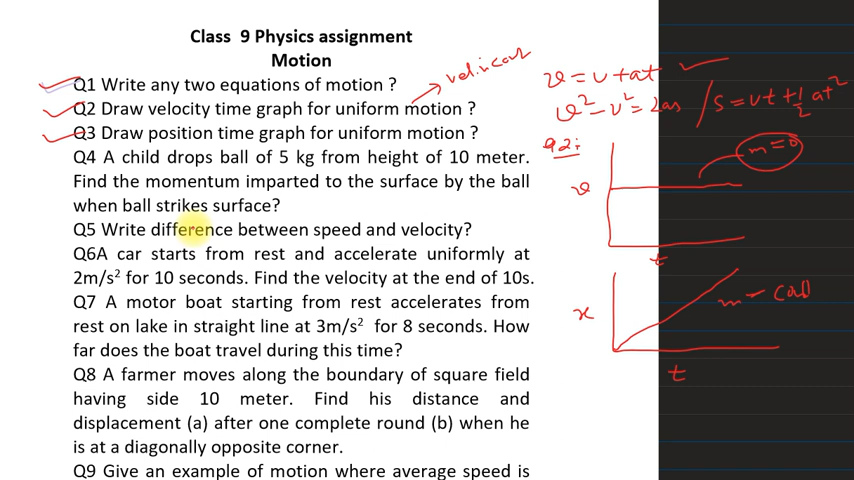 Class 9 Physics assignment
Motion
Q1 Write any two equations of motion ?
Q2 Draw velocity time graph for uniform motion ?
Q3 Draw position time graph for uniform motion ?
Q4 A child drops ball of 5 kg from height of 10 meter.
Find the momentum imparted to the surface by the ball
when ball strikes surface?
Q5 Write difference between speed and velocity?
Q6A car starts from rest and accelerate uniformly at
2m/s² for 10 seconds. Find the velocity at the end of 10s.
Q7 A motor boat starting from rest accelerates from
rest on lake in straight line at 3m/s² for 8 seconds. How
far does the boat travel during this time?
Q8 A farmer moves along the boundary of square field
having side 10 meter. Find his distance and
displacement (a) after one complete round (b) when he
is at a diagonally opposite corner.
Q9 Give an example of motion where average speed is
v = u + at
v² - u² = 2as / S = ut + 1/2 at²
Q2:
m = 0
v
t
x
t